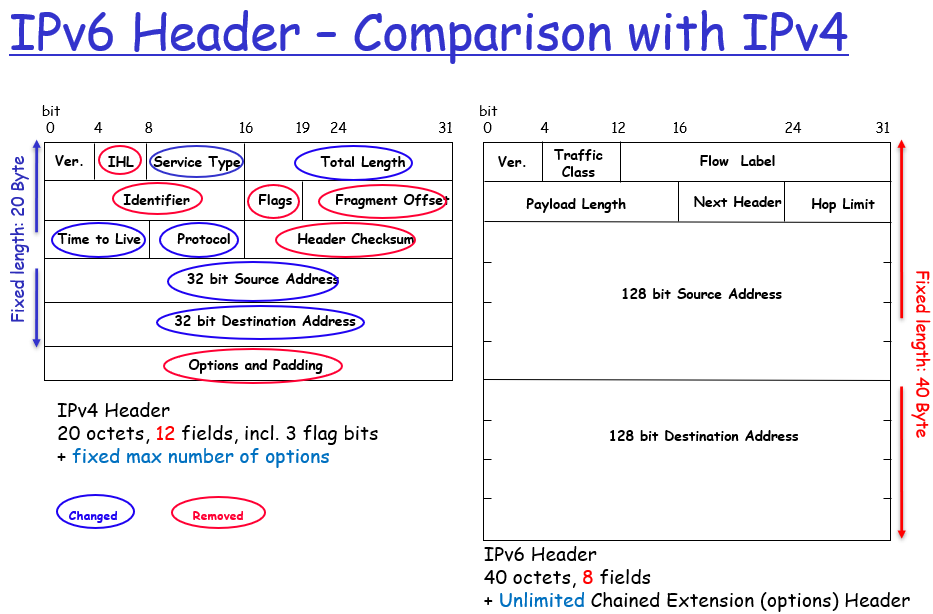 IPv6 Header – Comparison with IPv4
bit
0 4 8 16 19 24 31
Ver. IHL Service Type Total Length
Identifier Flags Fragment Offset
Time to Live Protocol Header Checksum
32 bit Source Address
32 bit Destination Address
Options and Padding
Fixed length: 20 Byte
IPv4 Header
20 octets, 12 fields, incl. 3 flag bits
+ fixed max number of options
Changed Removed
bit
0 4 12 16 24 31
Ver. Traffic Class Flow Label
Payload Length Next Header Hop Limit
128 bit Source Address
128 bit Destination Address
Fixed length: 40 Byte
IPv6 Header
40 octets, 8 fields
+ Unlimited Chained Extension (options) Header